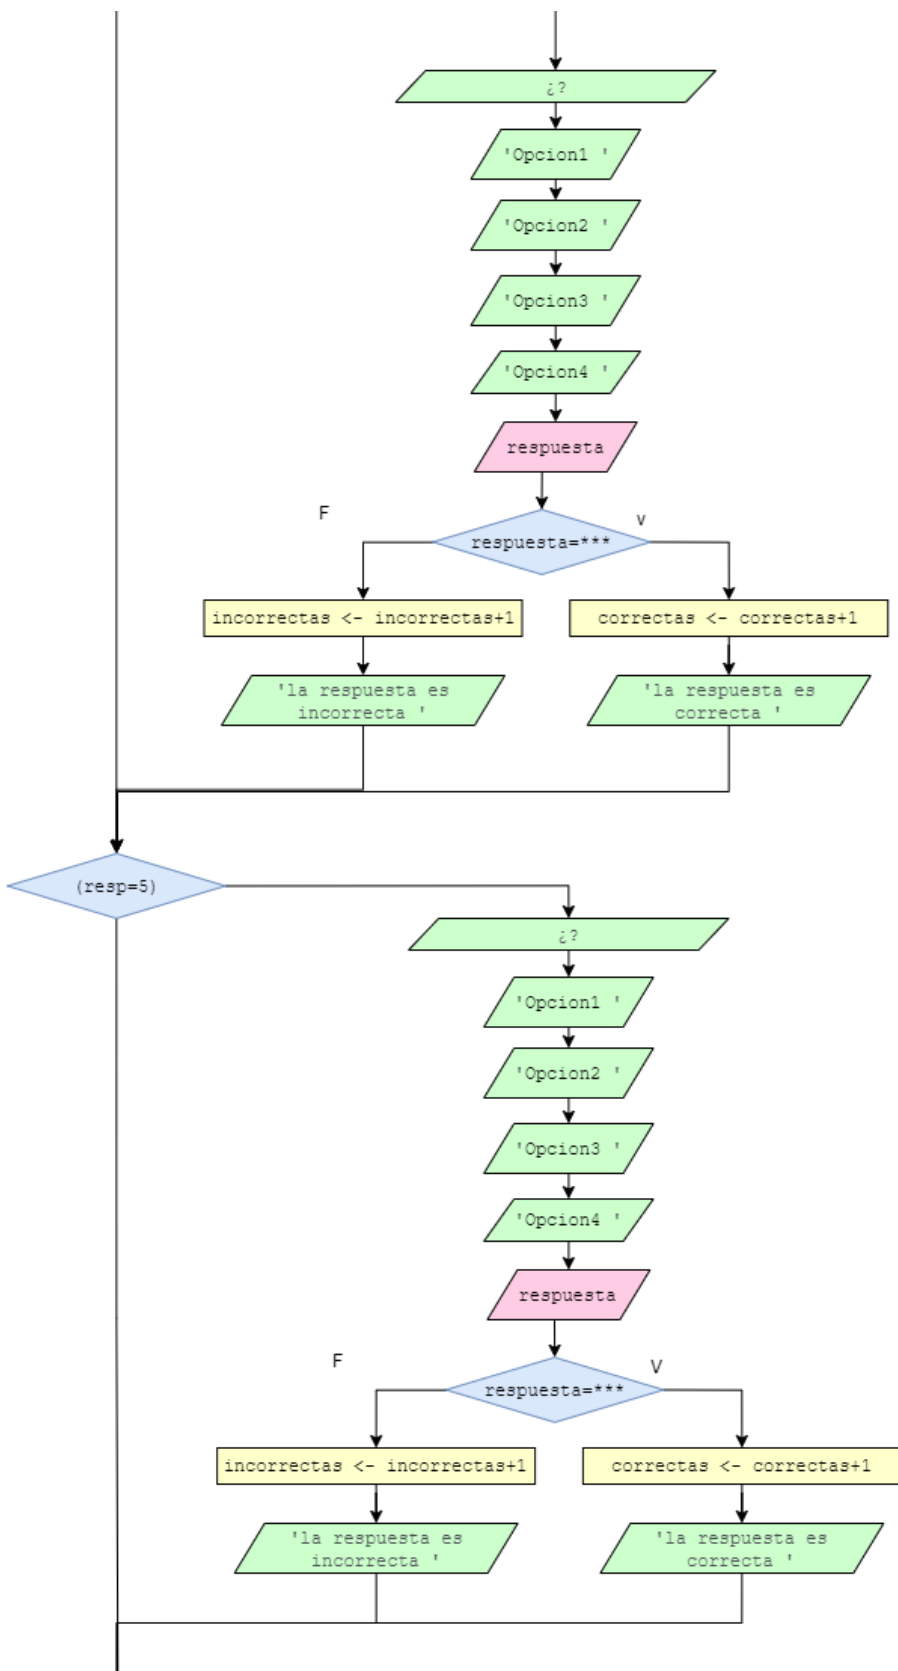 ¿?
'Opcion1 '
'Opcion2 '
'Opcion3 '
'Opcion4 '
respuesta
F
v
respuesta=***
incorrectas <- incorrectas+1
correctas <- correctas+1
'la respuesta es
incorrecta '
'la respuesta es
correcta '
(resp=5)
¿?
'Opcion1 '
'Opcion2 '
'Opcion3 '
'Opcion4 '
respuesta
F
V
respuesta=***
incorrectas <- incorrectas+1
correctas <- correctas+1
'la respuesta es
incorrecta '
'la respuesta es
correcta '